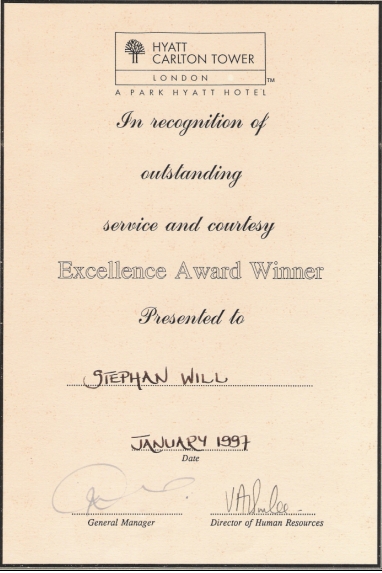 HYATT
CARLTON TOWER
LONDON
TM
A PARK HYATT HOTEL
In recognition of
outstanding
service and courtesy
Excellence Award Winner
Presented to
STEPHAN WILL
JANUARY 1997
Date
General Manager
Director of Human Resources